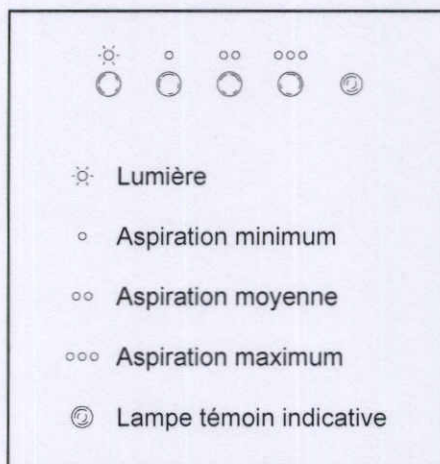 Lumière
Aspiration minimum
Aspiration moyenne
Aspiration maximum
Lampe témoin indicative